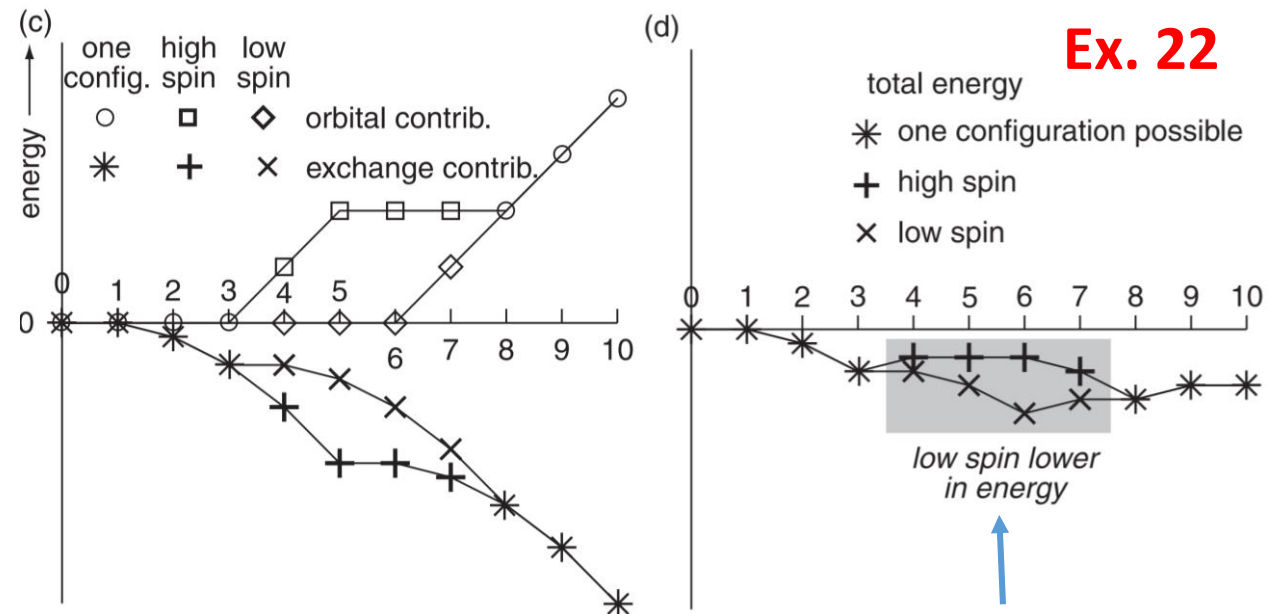 (c)
one high low
config. spin spin
orbital contrib.
exchange contrib.
energy
0 1 2 3 4 5
0
6 7 8 9 10
(d)
Ex. 22
total energy
one configuration possible
high spin
low spin
0 1 2 3 4 5 6 7 8 9 10
low spin lower
in energy